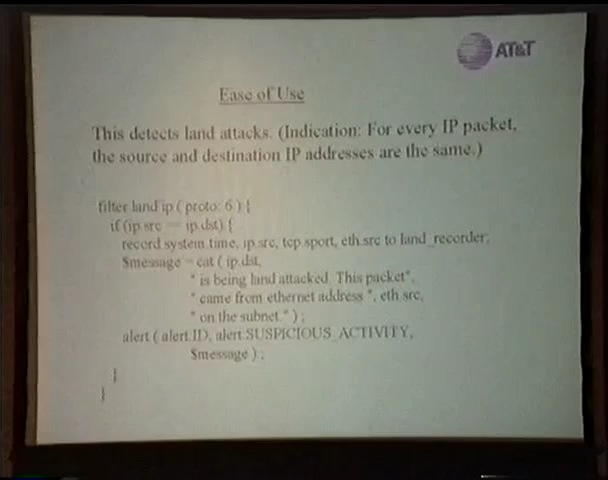 AT&T
Ease of Use
This detects land attacks. (Indication: For every IP packet,
the source and destination IP addresses are the same.)
filter land ip ( proto: 6 ) {
if (ip.src == ip.dst) {
record system.time, ip.src, tcp.sport, eth.src to land_recorder;
$message = cat ( ip.dst,
" is being land attacked. This packet",
" came from ethernet address ", eth.src,
" on the subnet." ) ;
alert ( alert.ID, alert.SUSPICIOUS_ACTIVITY,
$message ) ;
}
}